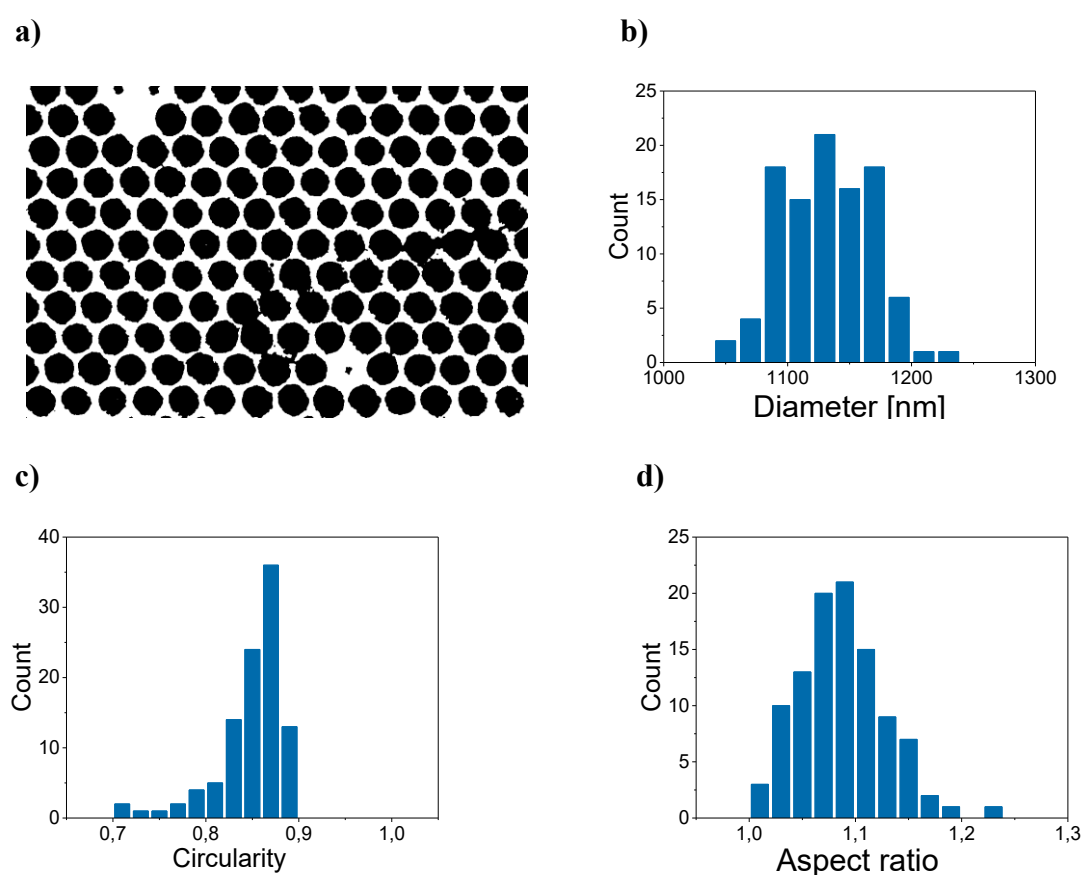 a)
b)
25
20
15
10
5
0
Count
1000 1100 1200 1300
Diameter [nm]
c)
d)
40
30
20
10
0
Count
0,7 0,8 0,9 1,0
Circularity
25
20
15
10
5
0
Count
1,0 1,1 1,2 1,3
Aspect ratio